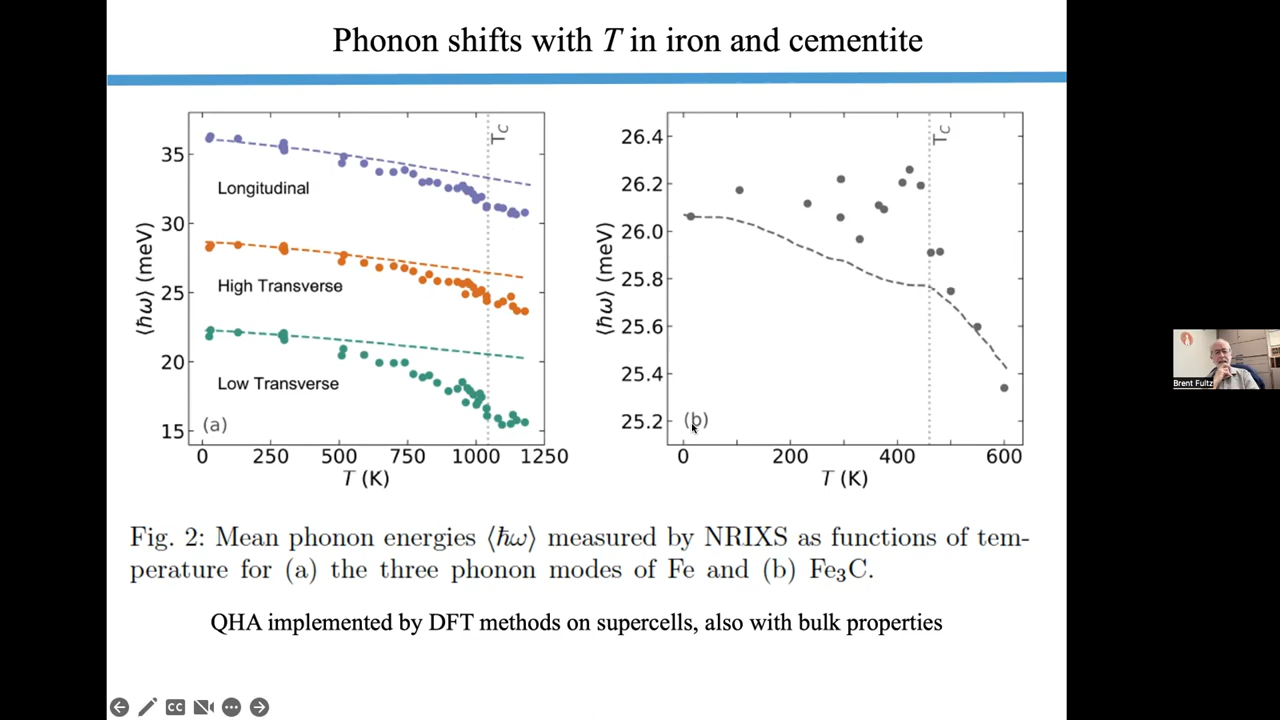 Phonon shifts with T in iron and cementite
35
30
25
20
15
⟨ħω⟩ (meV)
Longitudinal
High Transverse
Low Transverse
(a)
T_C
0 250 500 750 1000 1250
T (K)
26.4
26.2
26.0
25.8
25.6
25.4
25.2
⟨ħω⟩ (meV)
(b)
T_C
0 200 400 600
T (K)
Fig. 2: Mean phonon energies ⟨ħω⟩ measured by NRIXS as functions of tem-
perature for (a) the three phonon modes of Fe and (b) Fe₃C.
QHA implemented by DFT methods on supercells, also with bulk properties
CC
Brent Fultz